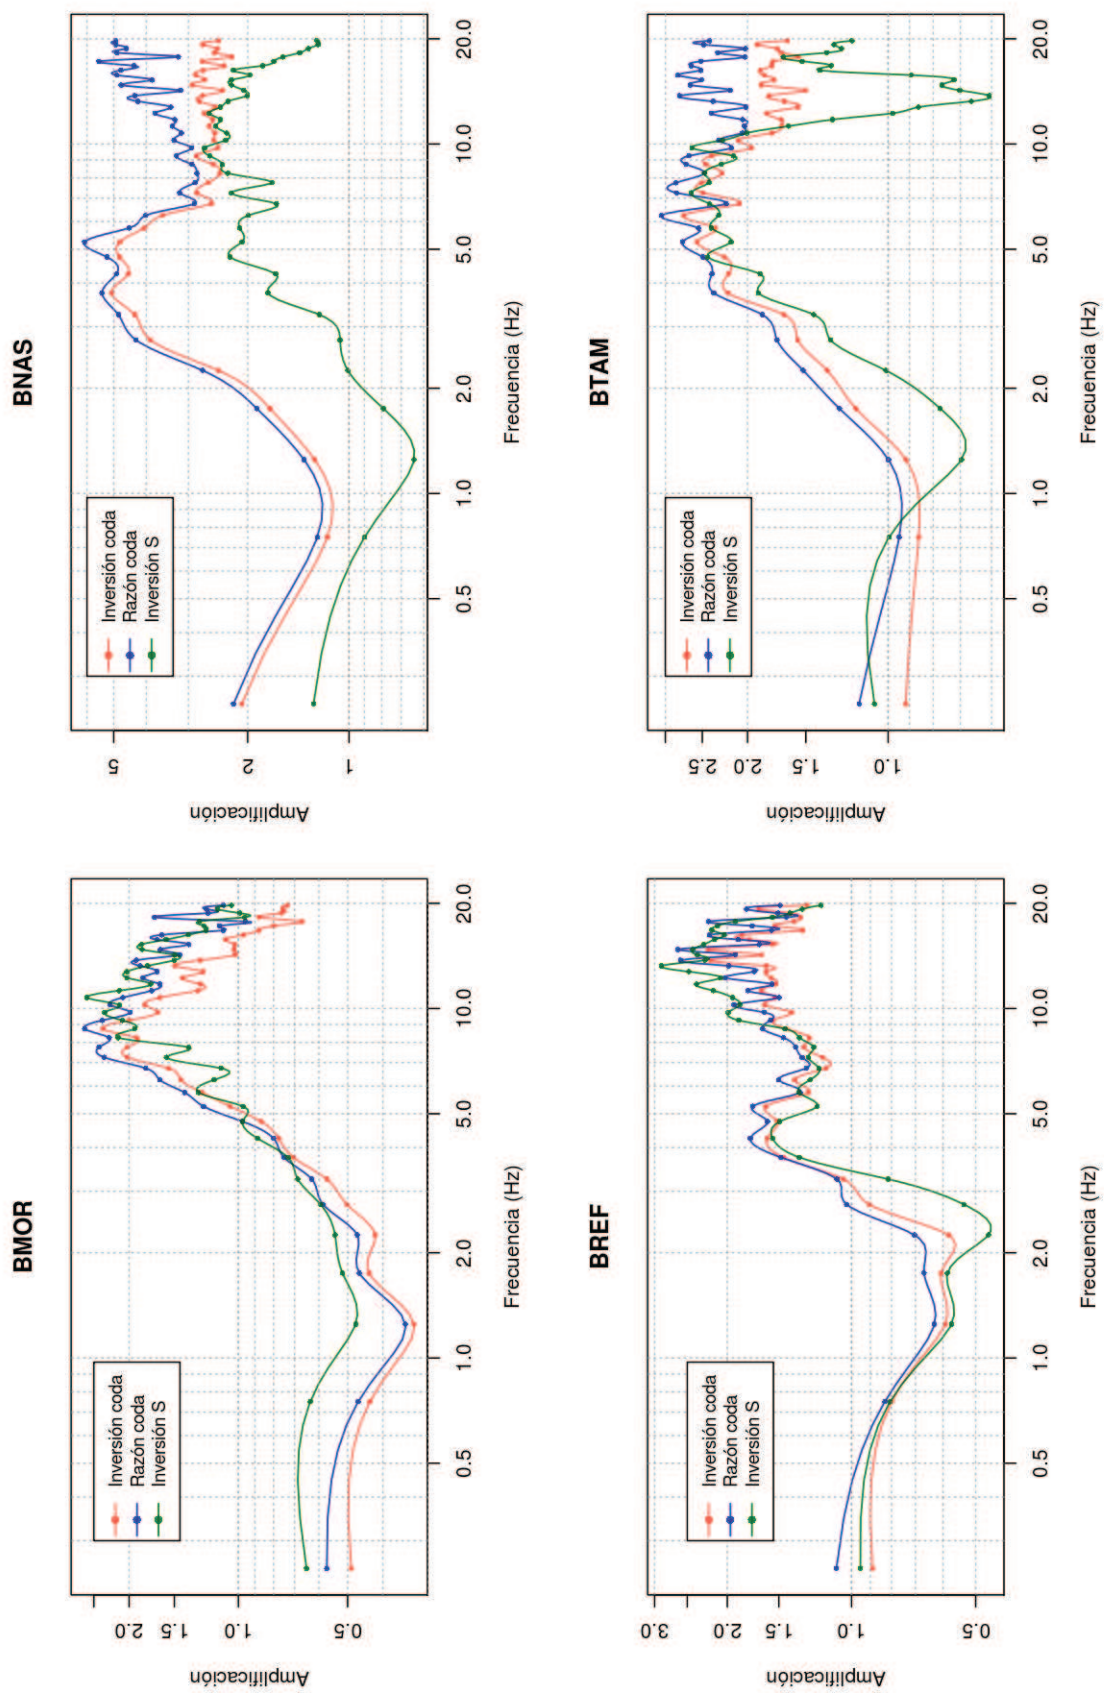 BMOR
Amplificación
2.0
1.5
1.0
0.5
Inversión coda
Razón coda
Inversión S
0.5
1.0
2.0
5.0
10.0
20.0
Frecuencia (Hz)
BNAS
Amplificación
5
2
1
Inversión coda
Razón coda
Inversión S
0.5
1.0
2.0
5.0
10.0
20.0
Frecuencia (Hz)
BREF
Amplificación
3.0
2.0
1.5
1.0
0.5
Inversión coda
Razón coda
Inversión S
0.5
1.0
2.0
5.0
10.0
20.0
Frecuencia (Hz)
BTAM
Amplificación
2.5
2.0
1.5
1.0
Inversión coda
Razón coda
Inversión S
0.5
1.0
2.0
5.0
10.0
20.0
Frecuencia (Hz)